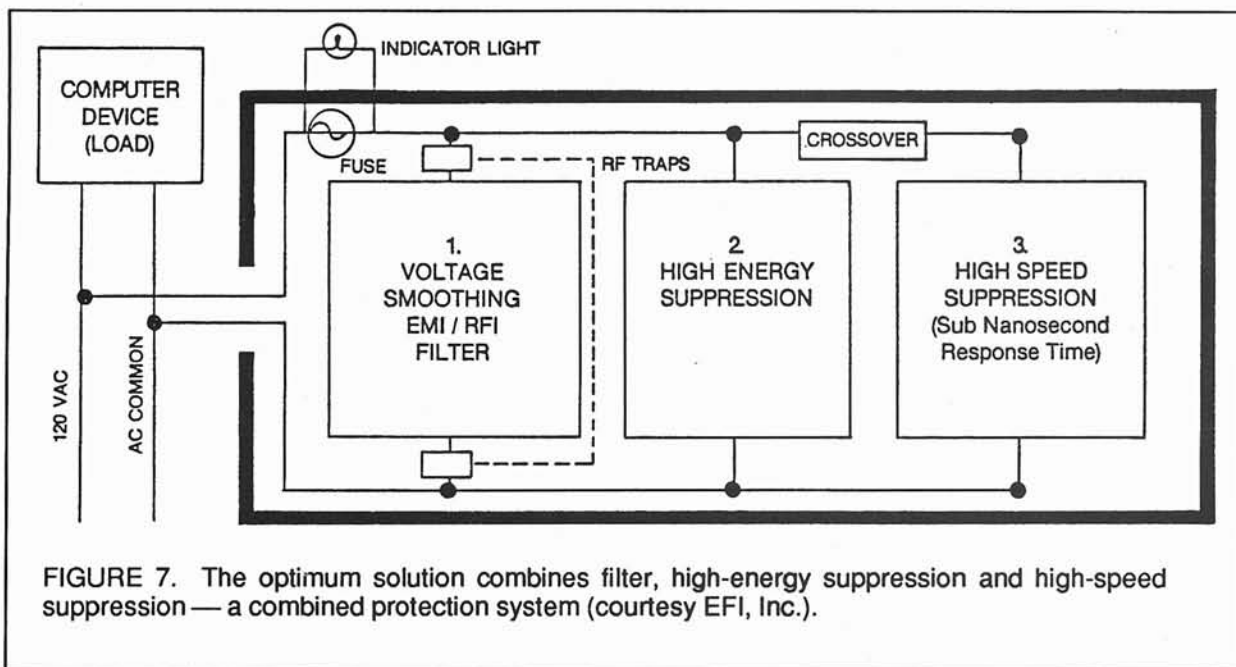 INDICATOR LIGHT
COMPUTER
DEVICE
(LOAD)
FUSE
RF TRAPS
CROSSOVER
1.
VOLTAGE
SMOOTHING
EMI / RFI
FILTER
2.
HIGH ENERGY
SUPPRESSION
3.
HIGH SPEED
SUPPRESSION
(Sub Nanosecond
Response Time)
120 VAC
AC COMMON
FIGURE 7. The optimum solution combines filter, high-energy suppression and high-speed
suppression — a combined protection system (courtesy EFI, Inc.).